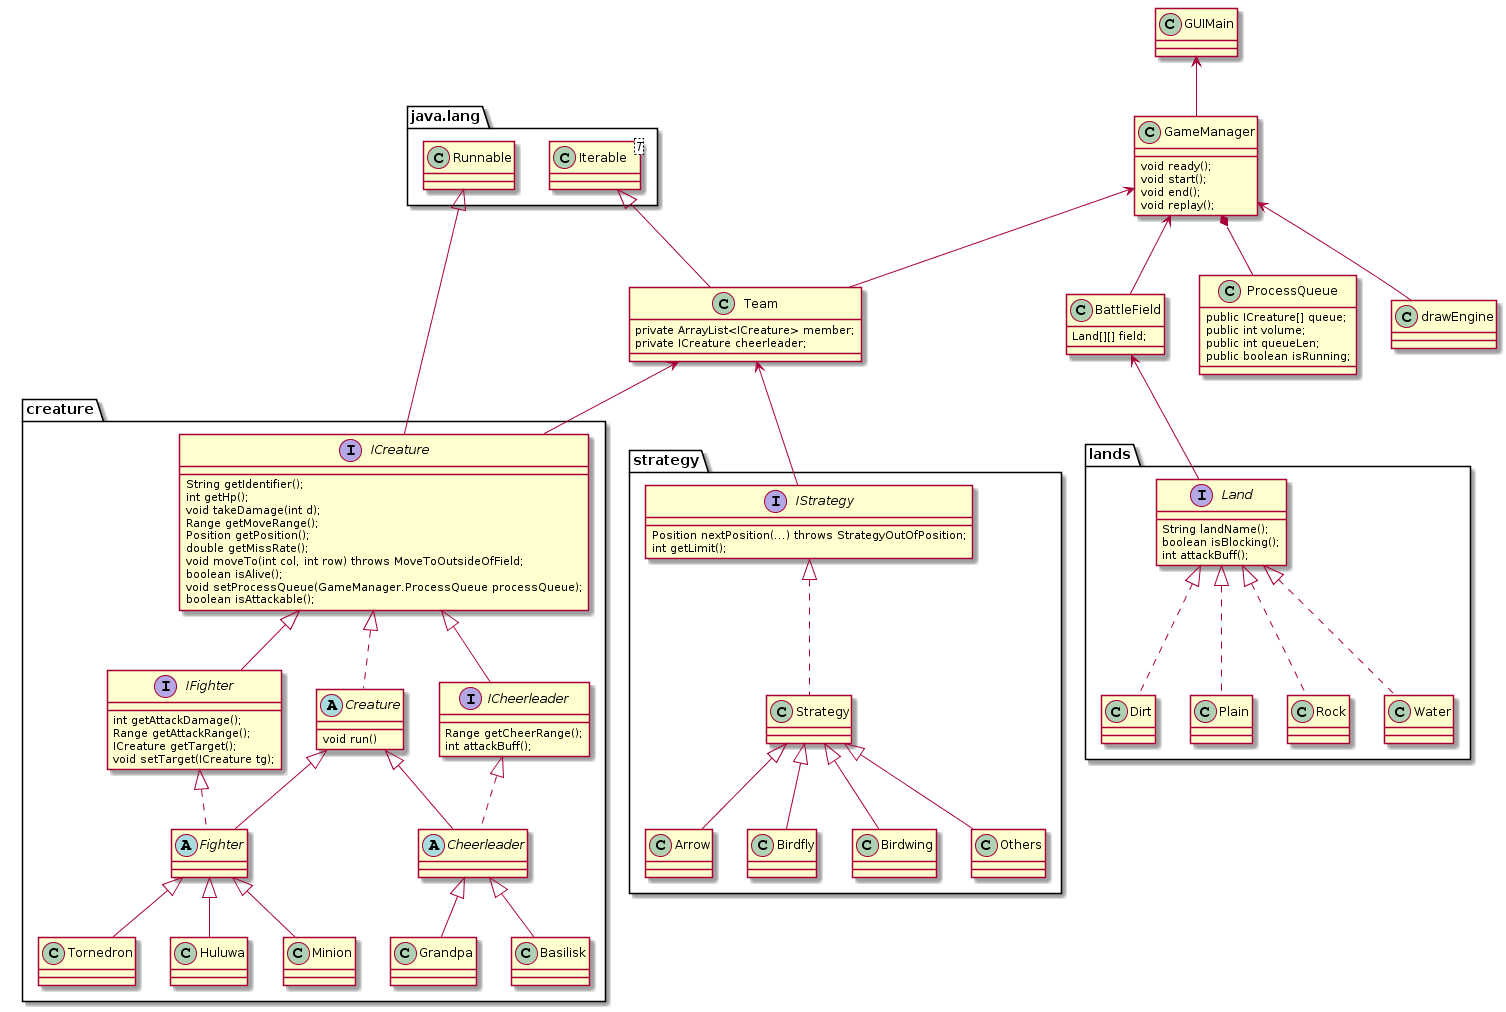 C GUIMain
C GameManager
void ready();
void start();
void end();
void replay();
java.lang
C Runnable
C Iterable
T
C Team
private ArrayList<ICreature> member;
private ICreature cheerleader;
C BattleField
Land[][] field;
C ProcessQueue
public ICreature[] queue;
public int volume;
public int queueLen;
public boolean isRunning;
C drawEngine
creature
I ICreature
String getIdentifier();
int getHp();
void takeDamage(int d);
Range getMoveRange();
Position getPosition();
double getMissRate();
void moveTo(int col, int row) throws MoveToOutsideOfField;
boolean isAlive();
void setProcessQueue(GameManager.ProcessQueue processQueue);
boolean isAttackable();
I IFighter
int getAttackDamage();
Range getAttackRange();
ICreature getTarget();
void setTarget(ICreature tg);
A Creature
void run()
I ICheerleader
Range getCheerRange();
int attackBuff();
A Fighter
A Cheerleader
C Tornedron
C Huluwa
C Minion
C Grandpa
C Basilisk
strategy
I IStrategy
Position nextPosition(...) throws StrategyOutOfPosition;
int getLimit();
C Strategy
C Arrow
C Birdfly
C Birdwing
C Others
lands
I Land
String landName();
boolean isBlocking();
int attackBuff();
C Dirt
C Plain
C Rock
C Water